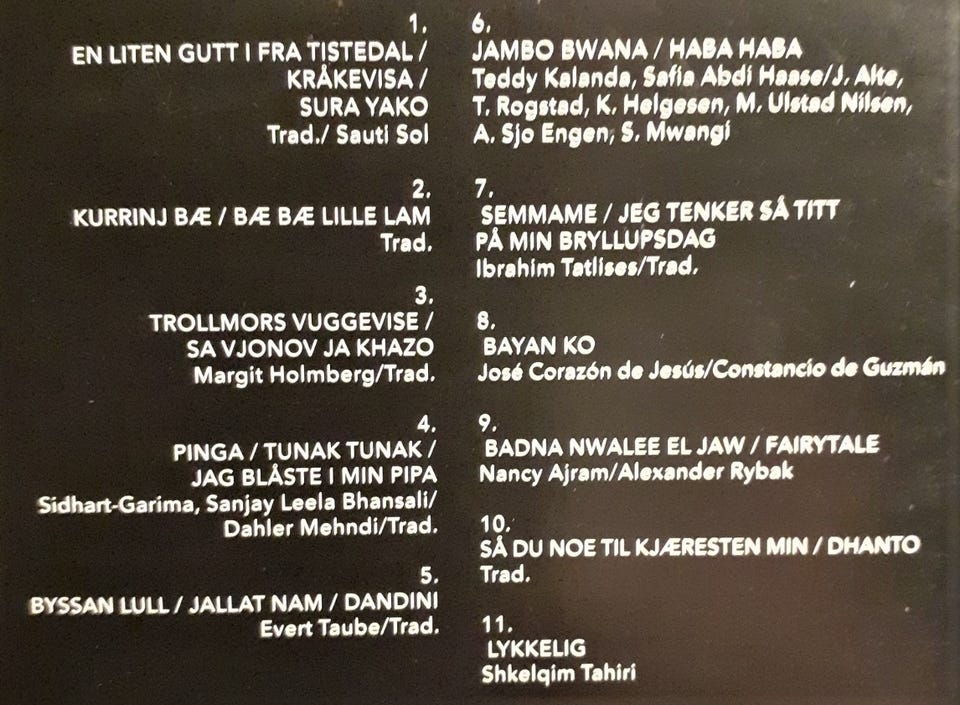 1.
EN LITEN GUTT I FRA TISTEDAL /
KRÅKEVISA /
SURA YAKO
Trad./ Sauti Sol
2.
KURRINJ BÆ / BÆ BÆ LILLE LAM
Trad.
3.
TROLLMORS VUGGEVISE /
SA VJONOV JA KHAZO
Margit Holmberg/Trad.
4.
PINGA / TUNAK TUNAK /
JAG BLÅSTE I MIN PIPA
Sidhart-Garima, Sanjay Leela Bhansali/
Dahler Mehndi/Trad.
5.
BYSSAN LULL / JALLAT NAM / DANDINI
Evert Taube/Trad.
6.
JAMBO BWANA / HABA HABA
Teddy Kalanda, Safia Abdi Haase/J. Alte,
T. Rogstad, K. Helgesen, M. Ulstad Nilsen,
A. Sjo Engen, S. Mwangi
7.
SEMMAME / JEG TENKER SÅ TITT
PÅ MIN BRYLLUPSDAG
Ibrahim Tatlises/Trad.
8.
BAYAN KO
José Corazón de Jesús/Constancio de Guzmán
9.
BADNA NWALEE EL JAW / FAIRYTALE
Nancy Ajram/Alexander Rybak
10.
SÅ DU NOE TIL KJÆRESTEN MIN / DHANTO
Trad.
11.
LYKKELIG
Shkelqim Tahiri